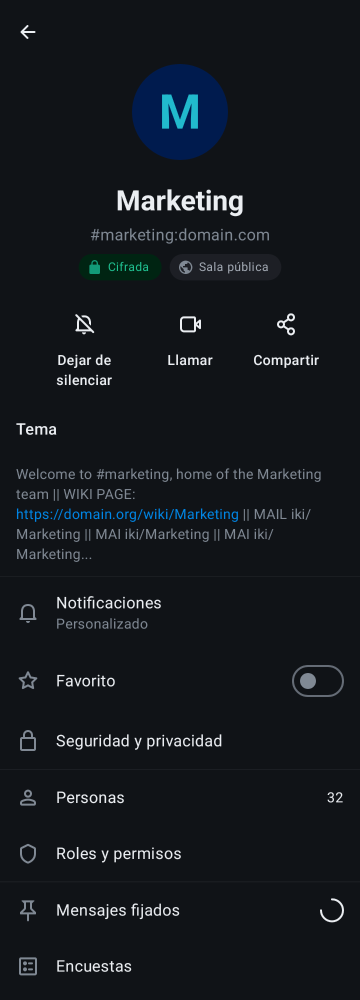 M
Marketing
#marketing:domain.com
Cifrada
Sala pública
Dejar de
silenciar
Llamar
Compartir
Tema
Welcome to #marketing, home of the Marketing
team || WIKI PAGE:
https://domain.org/wiki/Marketing || MAIL iki/
Marketing || MAI iki/Marketing || MAI iki/
Marketing...
Notificaciones
Personalizado
Favorito
Seguridad y privacidad
Personas 32
Roles y permisos
Mensajes fijados
Encuestas